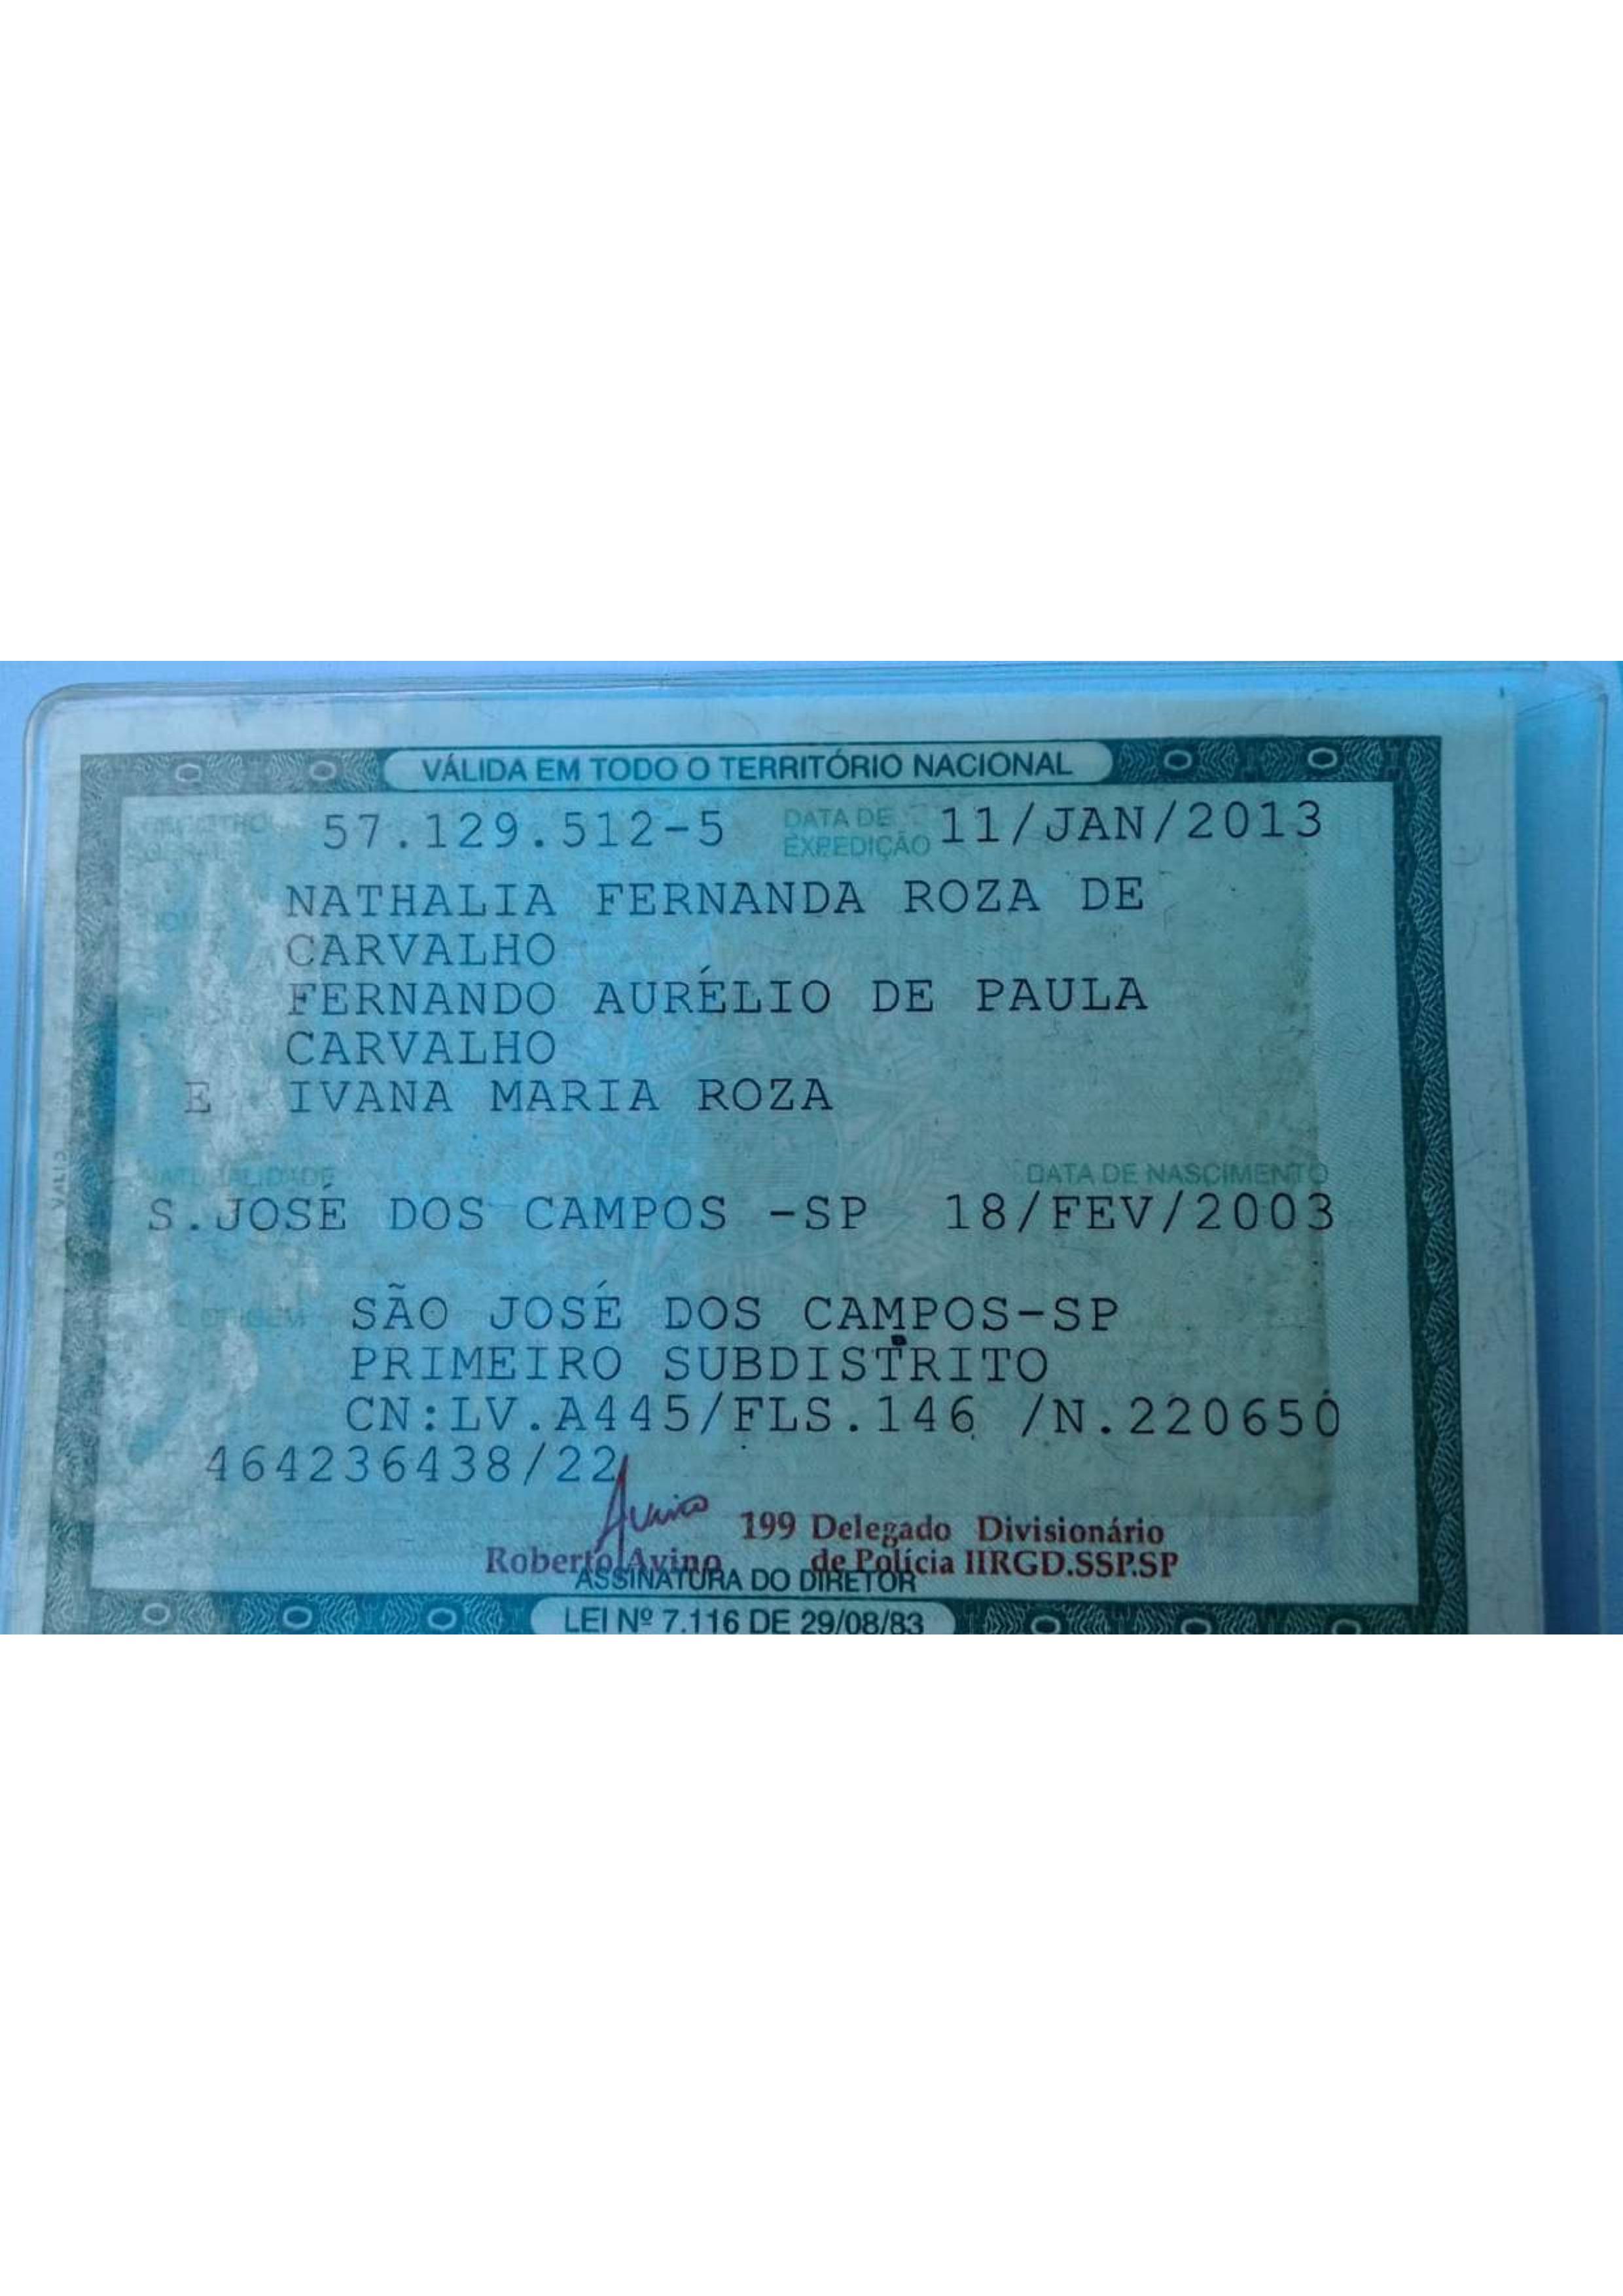 VÁLIDA EM TODO O TERRITÓRIO NACIONAL
57.129.512-5 DATA DE EXPEDIÇÃO 11/JAN/2013
NATHALIA FERNANDA ROZA DE
CARVALHO
FERNANDO AURÉLIO DE PAULA
CARVALHO
E IVANA MARIA ROZA
NATURALIDADE DATA DE NASCIMENTO
S.JOSÉ DOS CAMPOS -SP 18/FEV/2003
SÃO JOSÉ DOS CAMPOS-SP
PRIMEIRO SUBDISTRITO
CN:LV.A445/FLS.146 /N.220650
464236438/22
199 Delegado Divisionário
Roberto Avino de Polícia IIRGD.SSP.SP
ASSINATURA DO DIRETOR
LEI Nº 7.116 DE 29/08/83